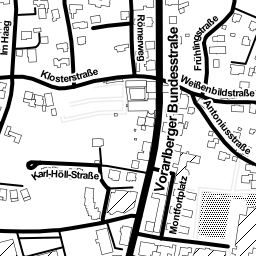 Im Haag
Römerweg
Frühlingstraße
Klosterstraße
Vorarlberger Bundesstraße
Weißenbildstraße
Antoniusstraße
Karl-Höll-Straße
Montfortplatz